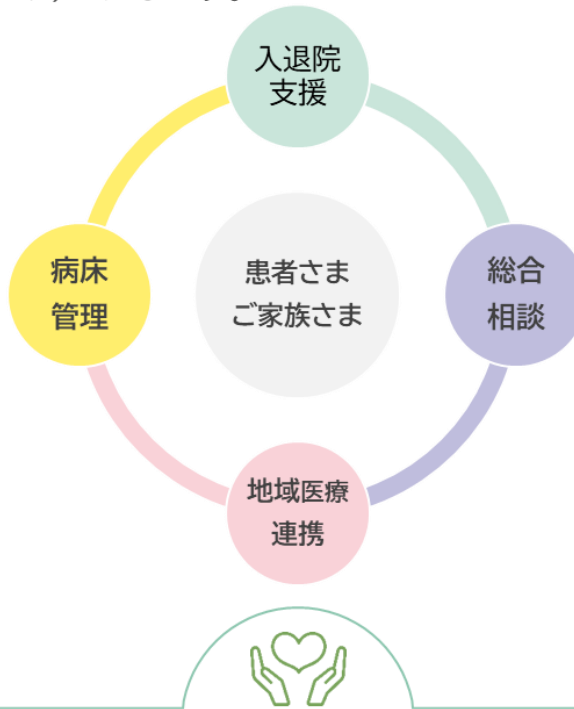 入退院
支援
病床
管理
患者さま
ご家族さま
総合
相談
地域医療
連携